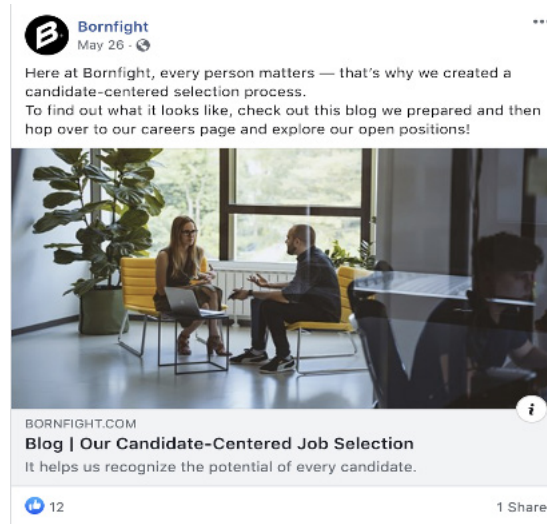 Bornfight
May 26 ·
Here at Bornfight, every person matters — that's why we created a
candidate-centered selection process.
To find out what it looks like, check out this blog we prepared and then
hop over to our careers page and explore our open positions!
BORNFIGHT.COM
Blog | Our Candidate-Centered Job Selection
It helps us recognize the potential of every candidate.
12
1 Share